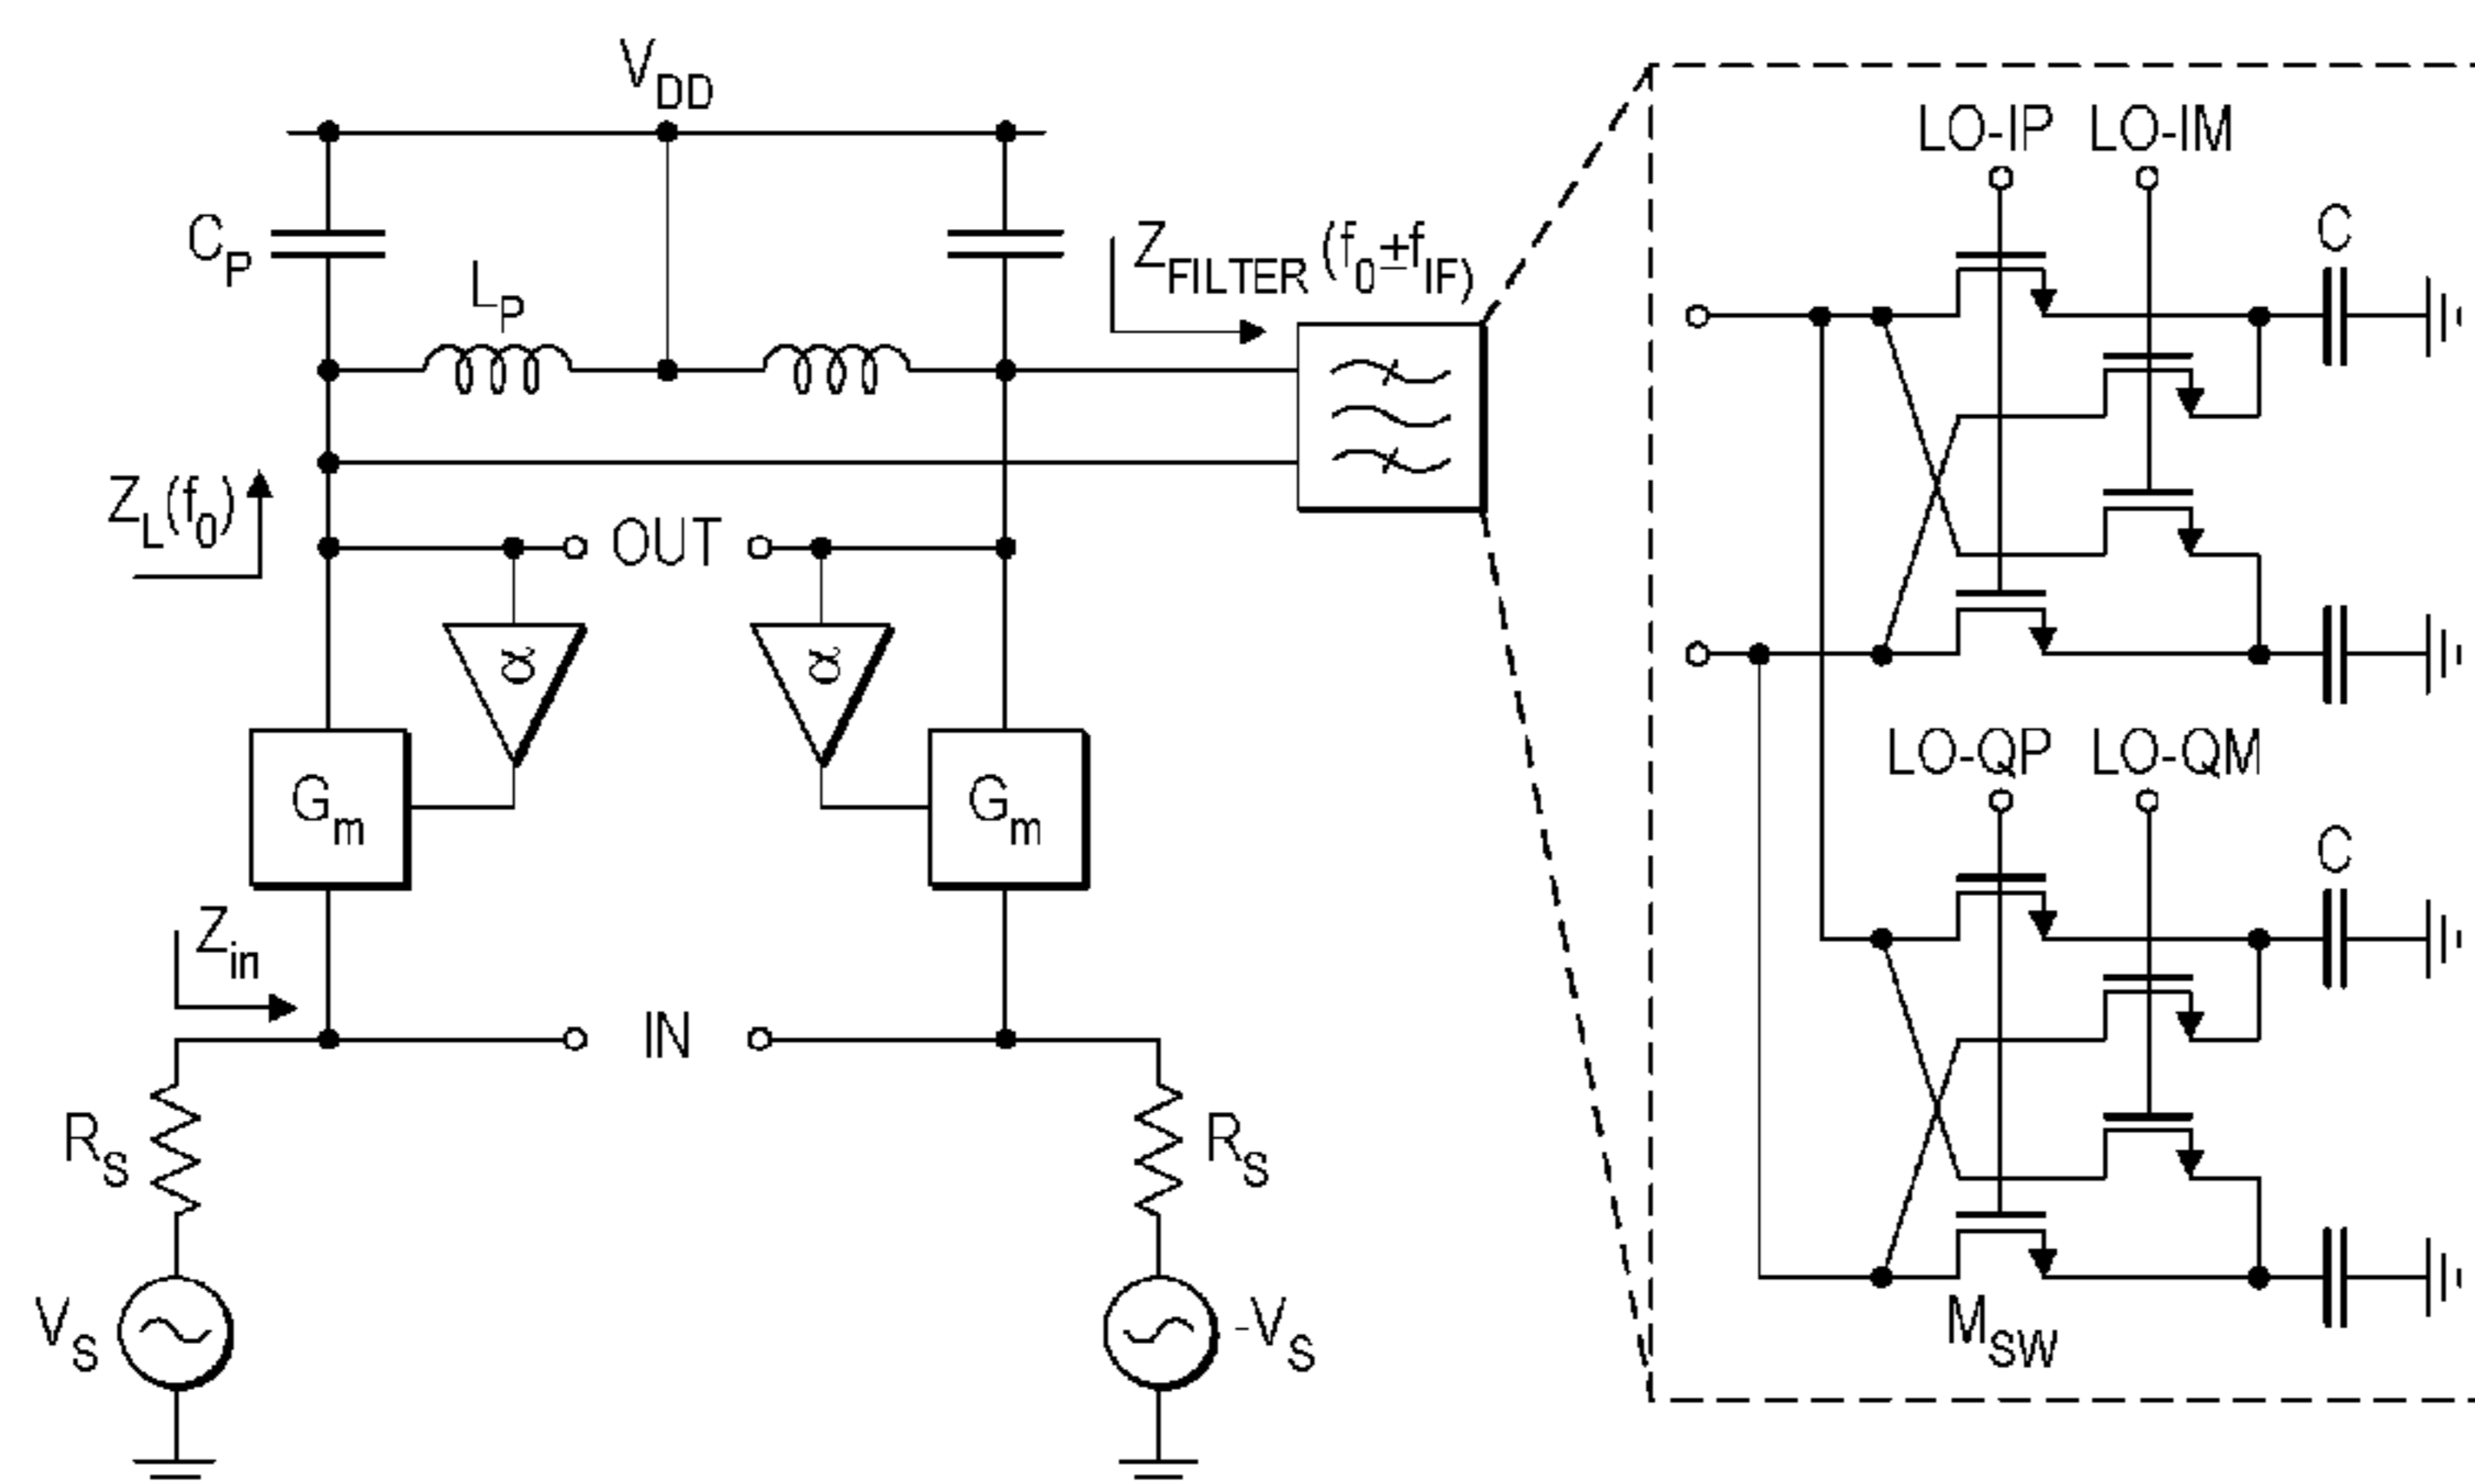 V_DD
LO-IP LO-IM
C_P
Z_FILTER (f_0±f_IF)
C
L_P
Z_L(f_0)
OUT
α
α
G_m
G_m
LO-QP LO-QM
C
Z_in
IN
R_S
R_S
V_S
-V_S
M_SW